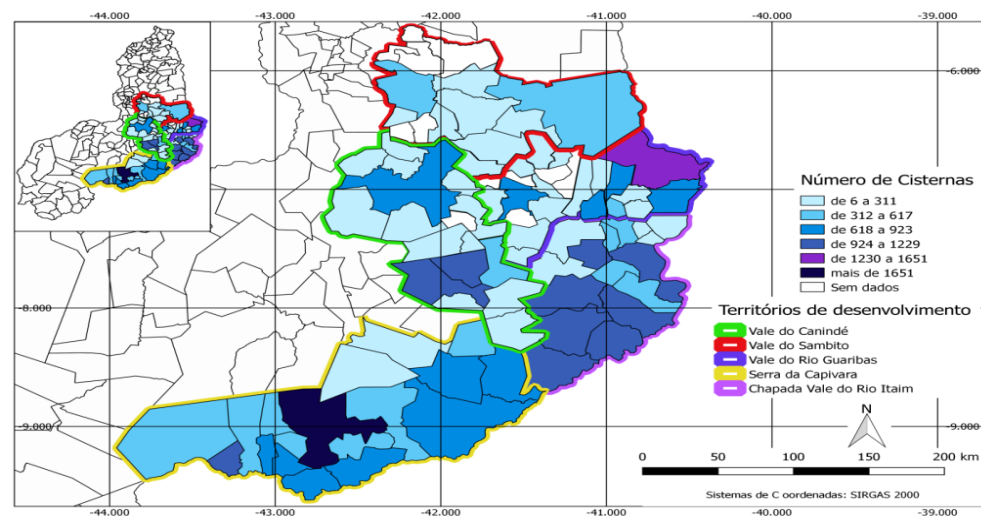 -44.000 -43.000 -42.000 -41.000 -40.000 -39.000
-6.000
Número de Cisternas
de 6 a 311
de 312 a 617
de 618 a 923
de 924 a 1229
de 1230 a 1651
mais de 1651
Sem dados
-8.000 -8.000
Territórios de desenvolvimento
Vale do Canindé
Vale do Sambito
Vale do Rio Guaribas
Serra da Capivara
Chapada Vale do Rio Itaim
N
-9.000 -9.000
0 50 100 150 200 km
Sistemas de C oordenadas: SIRGAS 2000
-44.000 -43.000 -42.000 -41.000 -40.000 -39.000